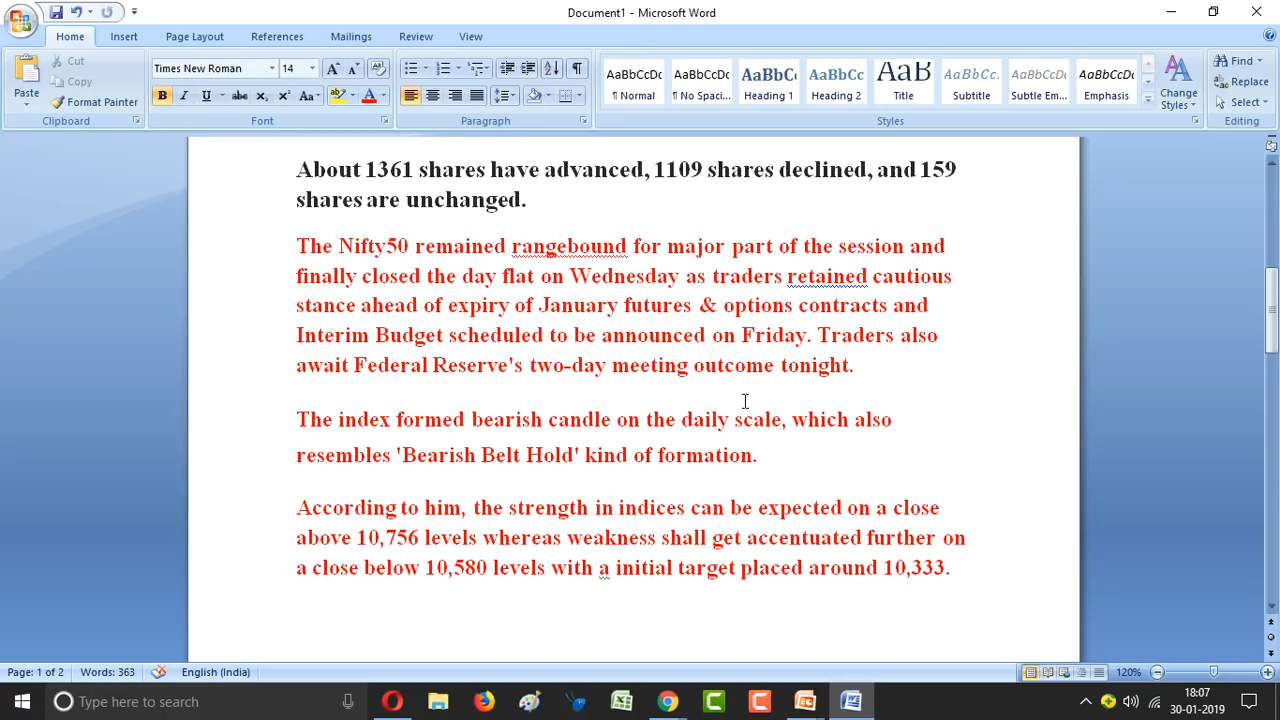 Document1 - Microsoft Word
Home Insert Page Layout References Mailings Review View
Paste
Cut
Copy
Format Painter
Clipboard
Times New Roman 14
Font
Paragraph
AaBbCcDc AaBbCcDc AaBbC AaBbCc AaB AaBbCc. AaBbCcDc AaBbCcDc
¶ Normal ¶ No Spaci... Heading 1 Heading 2 Title Subtitle Subtle Em... Emphasis
Change
Styles
Styles
Find
Replace
Select
Editing
About 1361 shares have advanced, 1109 shares declined, and 159
shares are unchanged.
The Nifty50 remained rangebound for major part of the session and
finally closed the day flat on Wednesday as traders retained cautious
stance ahead of expiry of January futures & options contracts and
Interim Budget scheduled to be announced on Friday. Traders also
await Federal Reserve's two-day meeting outcome tonight.
The index formed bearish candle on the daily scale, which also
resembles 'Bearish Belt Hold' kind of formation.
According to him, the strength in indices can be expected on a close
above 10,756 levels whereas weakness shall get accentuated further on
a close below 10,580 levels with a initial target placed around 10,333.
Page: 1 of 2 Words: 363 English (India) 120%
Type here to search
18:07
30-01-2019